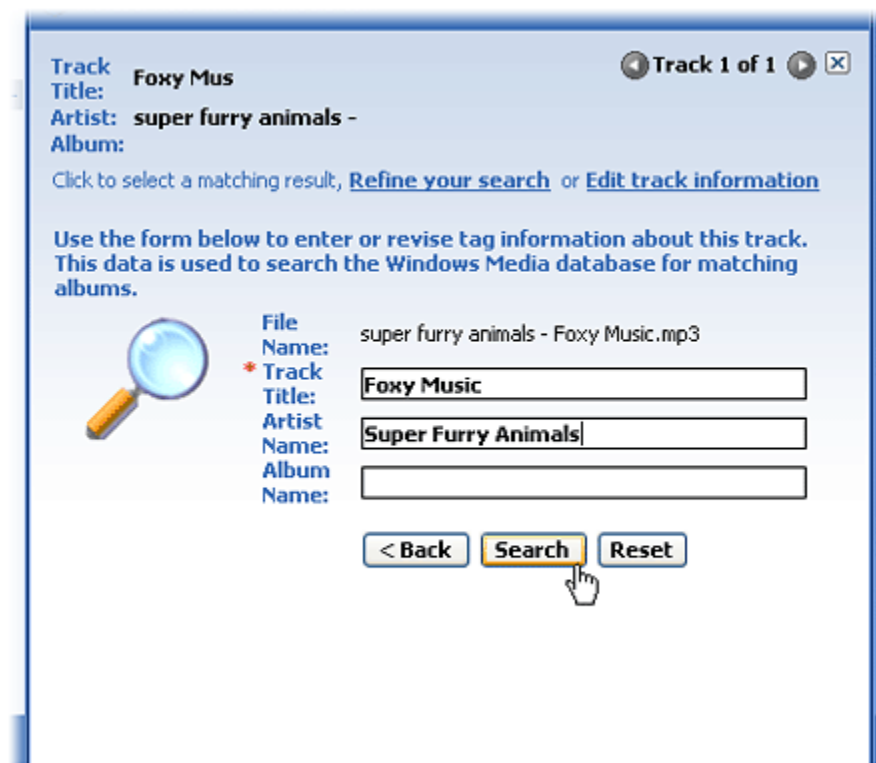 Track Title: Foxy Mus
Track 1 of 1
Artist: super furry animals -
Album:
Click to select a matching result, Refine your search or Edit track information
Use the form below to enter or revise tag information about this track.
This data is used to search the Windows Media database for matching
albums.
File Name: super furry animals - Foxy Music.mp3
* Track Title: Foxy Music
Artist Name: Super Furry Animals
Album Name:
< Back Search Reset